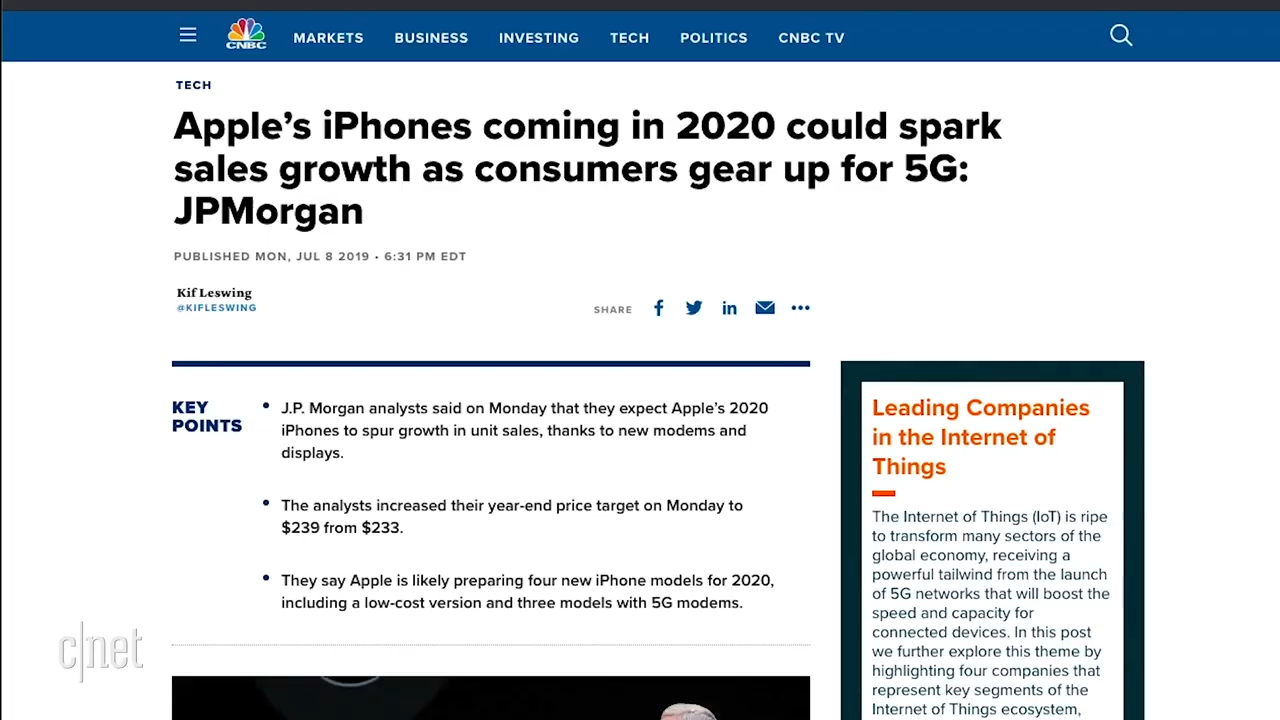 CNBC
MARKETS BUSINESS INVESTING TECH POLITICS CNBC TV
TECH
Apple’s iPhones coming in 2020 could spark
sales growth as consumers gear up for 5G:
JPMorgan
PUBLISHED MON, JUL 8 2019 • 6:31 PM EDT
Kif Leswing
@KIFLESWING
SHARE
KEY
POINTS
• J.P. Morgan analysts said on Monday that they expect Apple’s 2020
iPhones to spur growth in unit sales, thanks to new modems and
displays.
• The analysts increased their year-end price target on Monday to
$239 from $233.
• They say Apple is likely preparing four new iPhone models for 2020,
including a low-cost version and three models with 5G modems.
Leading Companies
in the Internet of
Things
The Internet of Things (IoT) is ripe
to transform many sectors of the
global economy, receiving a
powerful tailwind from the launch
of 5G networks that will boost the
speed and capacity for
connected devices. In this post
we further explore this theme by
highlighting four companies that
represent key segments of the
Internet of Things ecosystem,
c|net